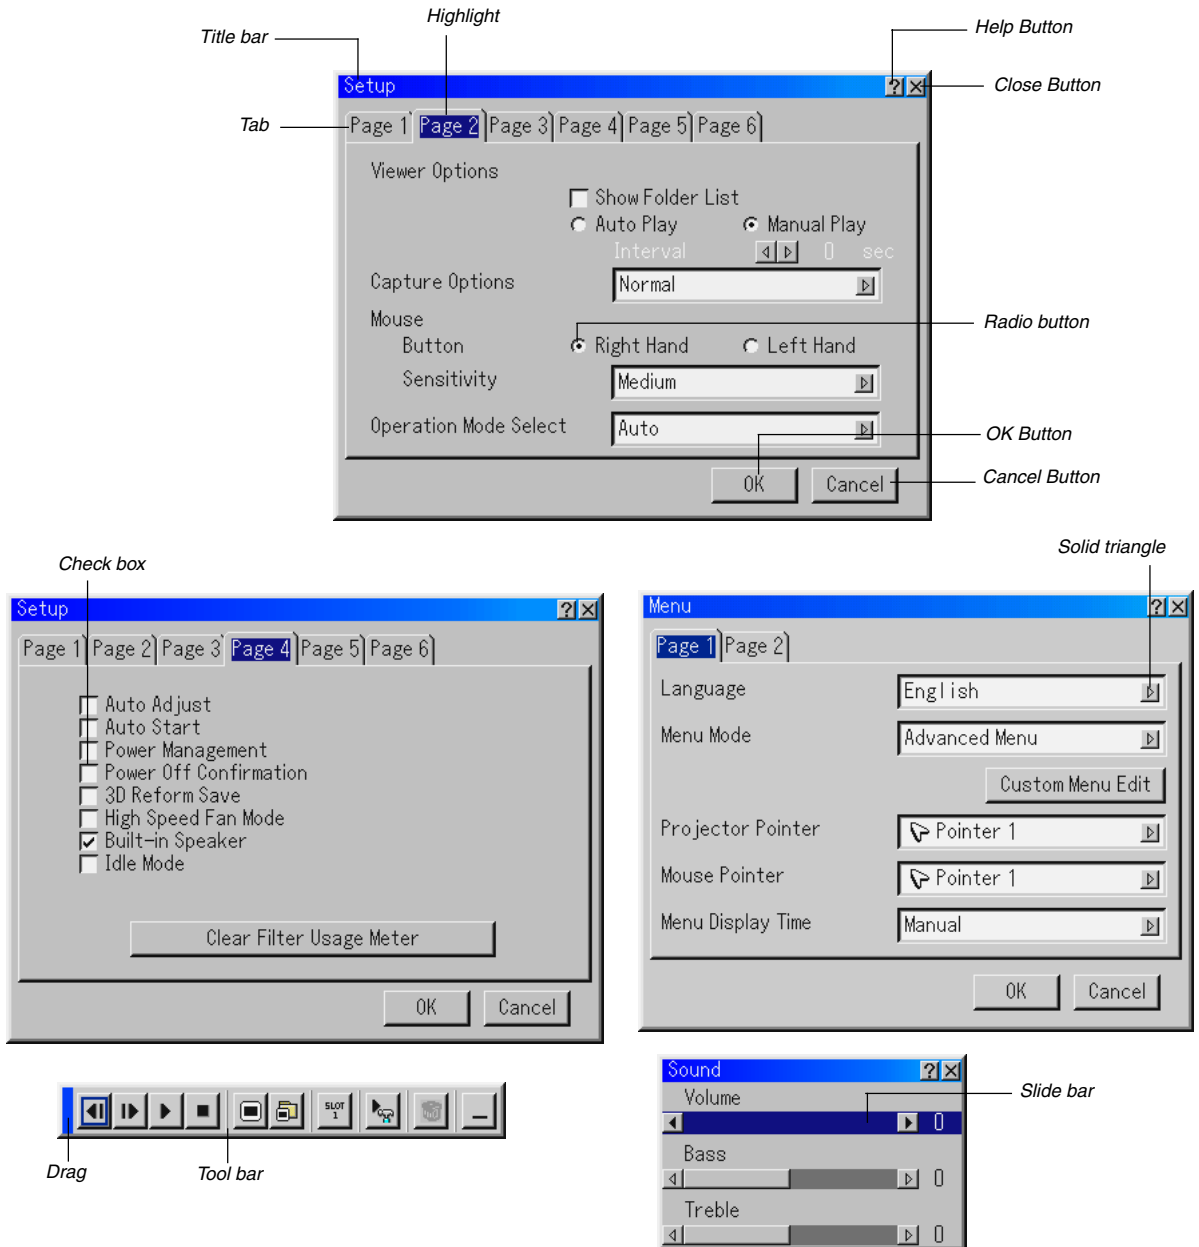 Highlight
Title bar
Help Button
Setup
? ×
Close Button
Tab
Page 1 Page 2 Page 3 Page 4 Page 5 Page 6
Viewer Options
Show Folder List
Auto Play Manual Play
Interval 0 sec
Capture Options Normal
Mouse
Radio button
Button Right Hand Left Hand
Sensitivity Medium
Operation Mode Select Auto
OK Button
OK Cancel
Cancel Button
Check box
Setup
? ×
Page 1 Page 2 Page 3 Page 4 Page 5 Page 6
Auto Adjust
Auto Start
Power Management
Power Off Confirmation
3D Reform Save
High Speed Fan Mode
Built-in Speaker
Idle Mode
Clear Filter Usage Meter
OK Cancel
Solid triangle
Menu
? ×
Page 1 Page 2
Language English
Menu Mode Advanced Menu
Custom Menu Edit
Projector Pointer Pointer 1
Mouse Pointer Pointer 1
Menu Display Time Manual
OK Cancel
SLOT
1
Drag
Tool bar
Sound
? ×
Volume
Slide bar
0
Bass
0
Treble
0